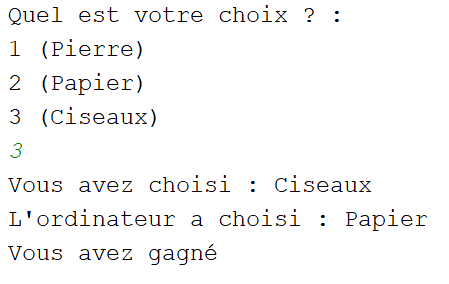 Quel est votre choix ? :
1 (Pierre)
2 (Papier)
3 (Ciseaux)
3
Vous avez choisi : Ciseaux
L'ordinateur a choisi : Papier
Vous avez gagné